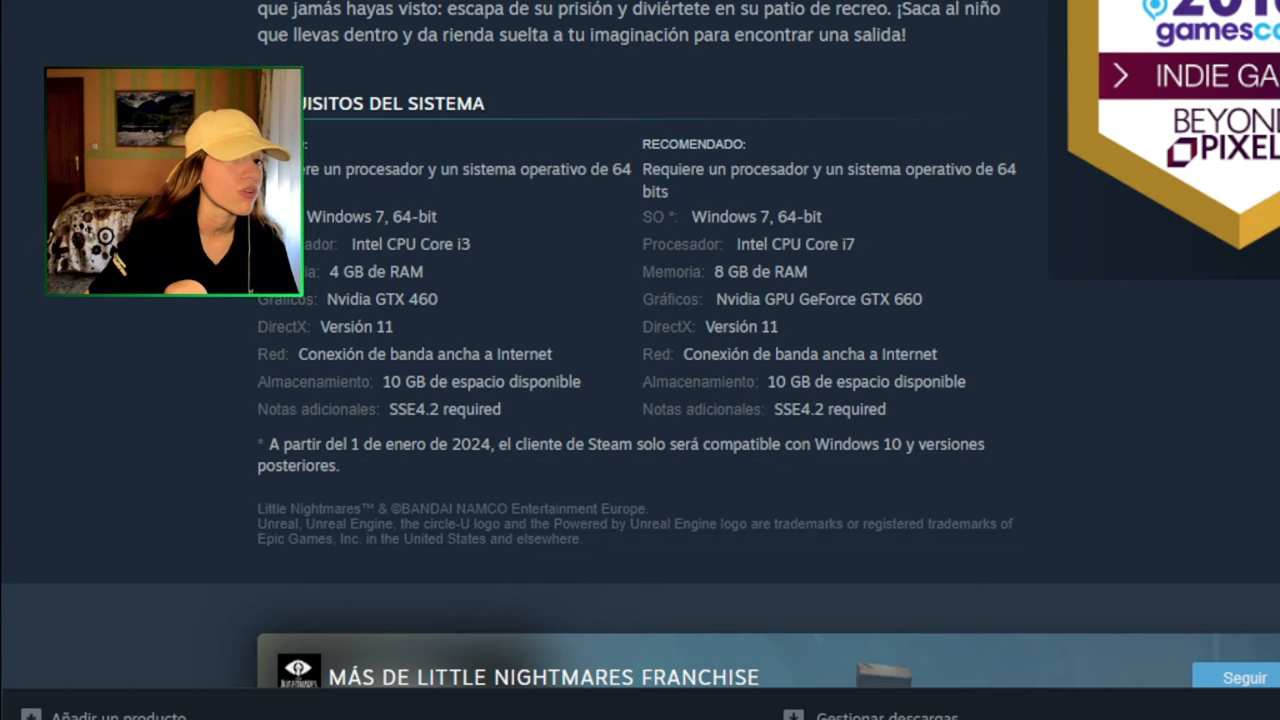 que jamás hayas visto: escapa de su prisión y diviértete en su patio de recreo. ¡Saca al niño
que llevas dentro y da rienda suelta a tu imaginación para encontrar una salida!
gamesco
INDIE GA
BEYOND
PIXEL
UISITOS DEL SISTEMA
re un procesador y un sistema operativo de 64
Windows 7, 64-bit
ador: Intel CPU Core i3
ia: 4 GB de RAM
Gráficos: Nvidia GTX 460
DirectX: Versión 11
Red: Conexión de banda ancha a Internet
Almacenamiento: 10 GB de espacio disponible
Notas adicionales: SSE4.2 required
RECOMENDADO:
Requiere un procesador y un sistema operativo de 64
bits
SO *: Windows 7, 64-bit
Procesador: Intel CPU Core i7
Memoria: 8 GB de RAM
Gráficos: Nvidia GPU GeForce GTX 660
DirectX: Versión 11
Red: Conexión de banda ancha a Internet
Almacenamiento: 10 GB de espacio disponible
Notas adicionales: SSE4.2 required
* A partir del 1 de enero de 2024, el cliente de Steam solo será compatible con Windows 10 y versiones
posteriores.
Little Nightmares™ & ©BANDAI NAMCO Entertainment Europe.
Unreal, Unreal Engine, the circle-U logo and the Powered by Unreal Engine logo are trademarks or registered trademarks of
Epic Games, Inc. in the United States and elsewhere.
MÁS DE LITTLE NIGHTMARES FRANCHISE
Seguir
Añadir un producto
Gestionar descargas